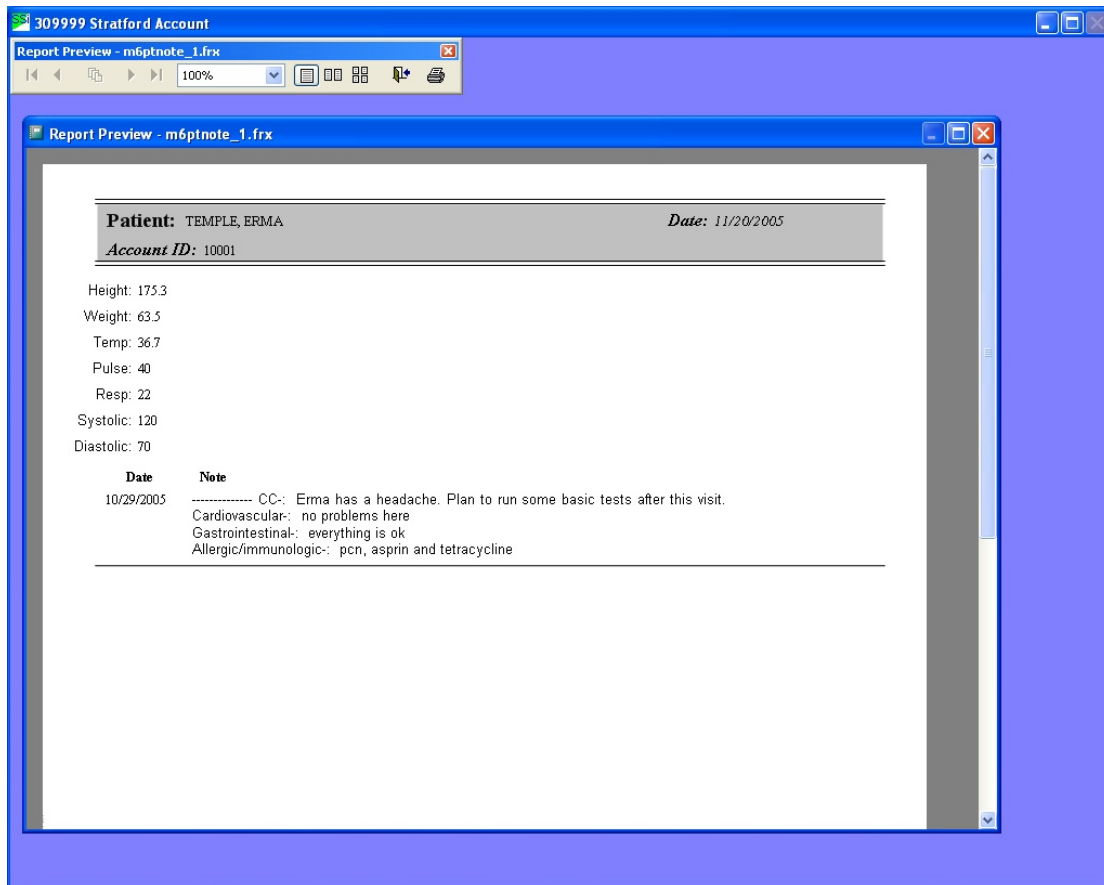 309999 Stratford Account
Report Preview - m6ptnote_1.frx
100%
Report Preview - m6ptnote_1.frx
Patient: TEMPLE, ERMA Date: 11/20/2005
Account ID: 10001
Height: 175.3
Weight: 63.5
Temp: 36.7
Pulse: 40
Resp: 22
Systolic: 120
Diastolic: 70
Date Note
10/29/2005 -------------- CC-: Erma has a headache. Plan to run some basic tests after this visit.
Cardiovascular-: no problems here
Gastrointestinal-: everything is ok
Allergic/immunologic-: pcn, asprin and tetracycline